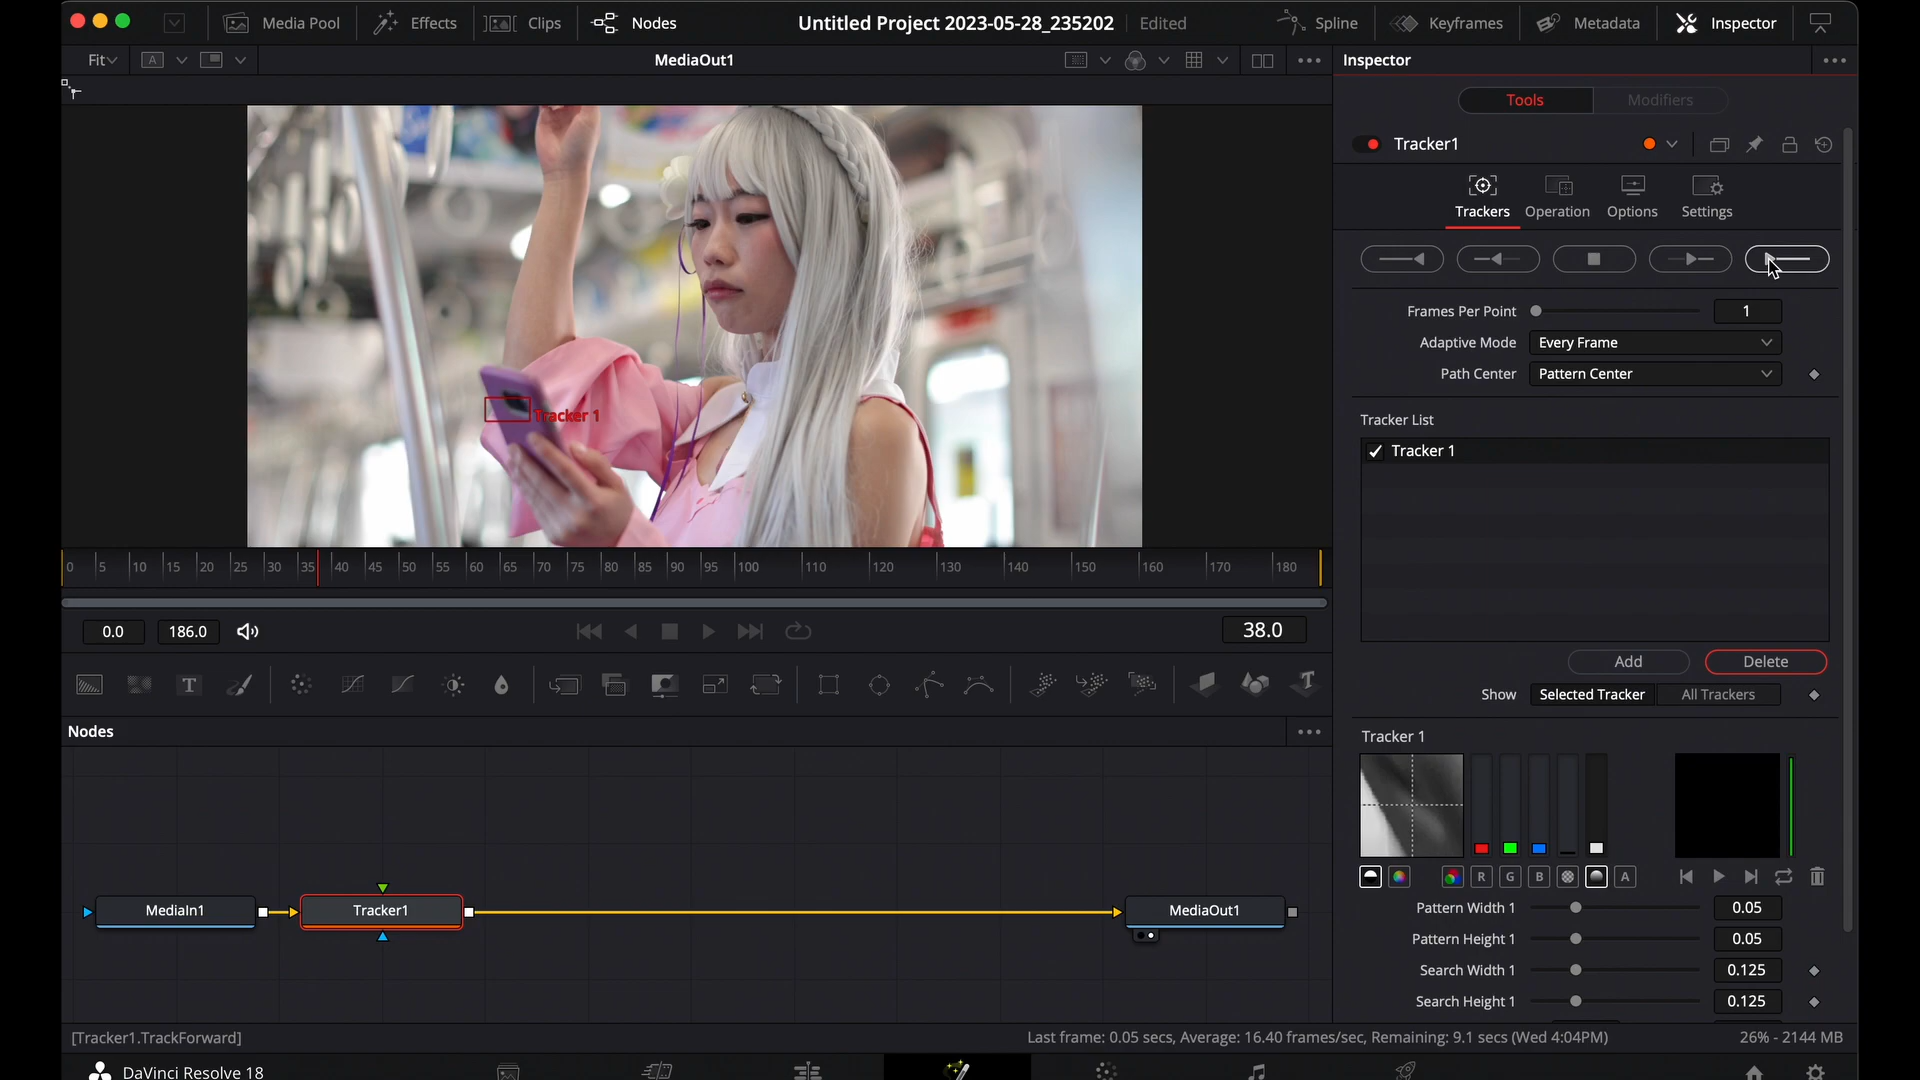 Media Pool Effects Clips Nodes Untitled Project 2023-05-28_235202 Edited Spline Keyframes Metadata Inspector
Fit A MediaOut1 Inspector
Tools Modifiers
Tracker1
Trackers Operation Options Settings
Frames Per Point 1
Adaptive Mode Every Frame
Path Center Pattern Center
Tracker 1
Tracker List
Tracker 1
0 5 10 15 20 25 30 35 40 45 50 55 60 65 70 75 80 85 90 95 100 110 120 130 140 150 160 170 180
0.0 186.0 38.0
Add Delete
Show Selected Tracker All Trackers
Nodes
Tracker 1
R G B A
MediaIn1 Tracker1 MediaOut1
Pattern Width 1 0.05
Pattern Height 1 0.05
Search Width 1 0.125
Search Height 1 0.125
[Tracker1.TrackForward] Last frame: 0.05 secs, Average: 16.40 frames/sec, Remaining: 9.1 secs (Wed 4:04PM) 26% - 2144 MB
DaVinci Resolve 18